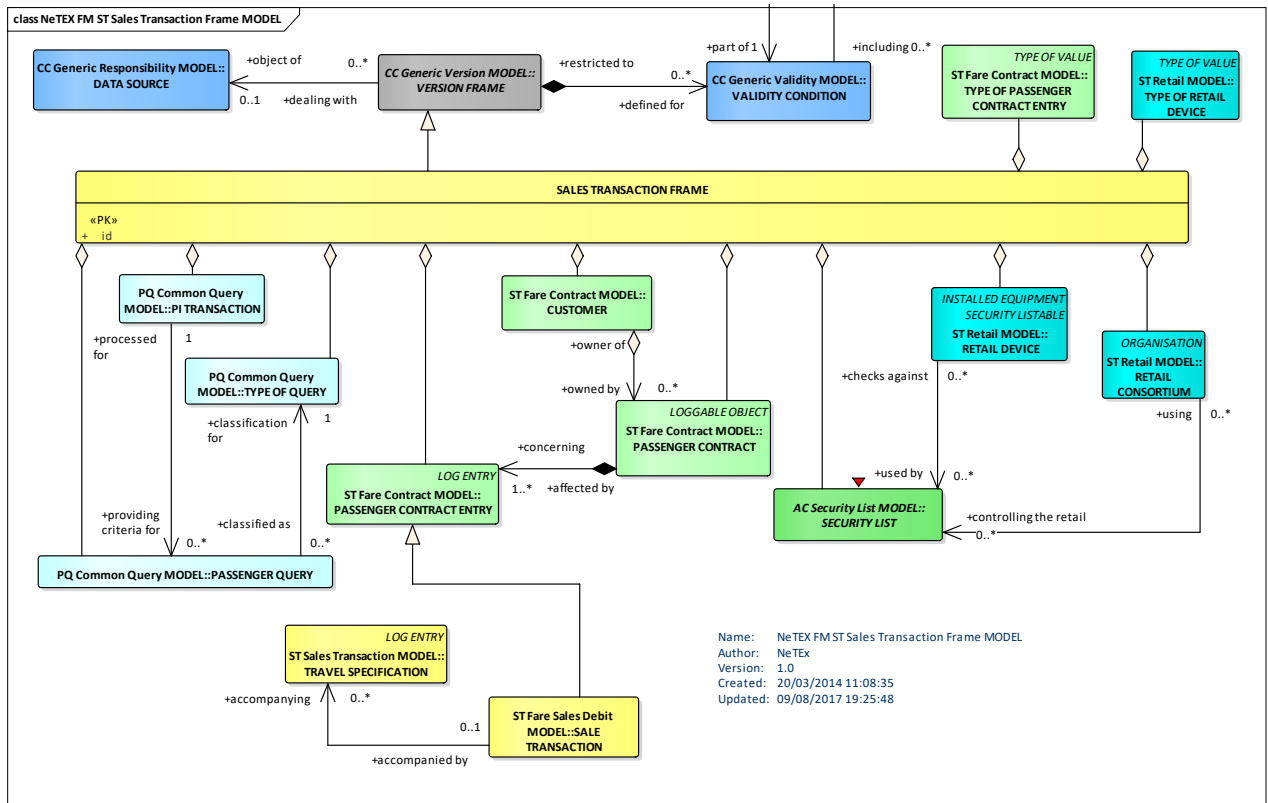 class NeTEX FM ST Sales Transaction Frame MODEL
+part of 1
+including 0..*
CC Generic Responsibility MODEL::
DATA SOURCE
+object of
0..*
0..1
+dealing with
CC Generic Version MODEL::
VERSION FRAME
+restricted to
0..*
+defined for
CC Generic Validity MODEL::
VALIDITY CONDITION
TYPE OF VALUE
ST Fare Contract MODEL::
TYPE OF PASSENGER
CONTRACT ENTRY
TYPE OF VALUE
ST Retail MODEL::
TYPE OF RETAIL
DEVICE
SALES TRANSACTION FRAME
«PK»
+ id
PQ Common Query
MODEL::PI TRANSACTION
+processed
for
1
ST Fare Contract MODEL::
CUSTOMER
+owner of
INSTALLED EQUIPMENT
SECURITY LISTABLE
ST Retail MODEL::
RETAIL DEVICE
ORGANISATION
ST Retail MODEL::
RETAIL
CONSORTIUM
PQ Common Query
MODEL::TYPE OF QUERY
+classification
for
1
+owned by
0..*
+checks against
0..*
+using
0..*
LOGGABLE OBJECT
ST Fare Contract MODEL::
PASSENGER CONTRACT
+concerning
1..*
+affected by
LOG ENTRY
ST Fare Contract MODEL::
PASSENGER CONTRACT ENTRY
+used by
0..*
AC Security List MODEL::
SECURITY LIST
+controlling the retail
0..*
+providing
criteria for
0..*
+classified as
0..*
PQ Common Query MODEL::PASSENGER QUERY
LOG ENTRY
ST Sales Transaction MODEL::
TRAVEL SPECIFICATION
+accompanying
0..*
0..1
+accompanied by
ST Fare Sales Debit
MODEL::SALE
TRANSACTION
Name: NeTEX FM ST Sales Transaction Frame MODEL
Author: NeTEx
Version: 1.0
Created: 20/03/2014 11:08:35
Updated: 09/08/2017 19:25:48